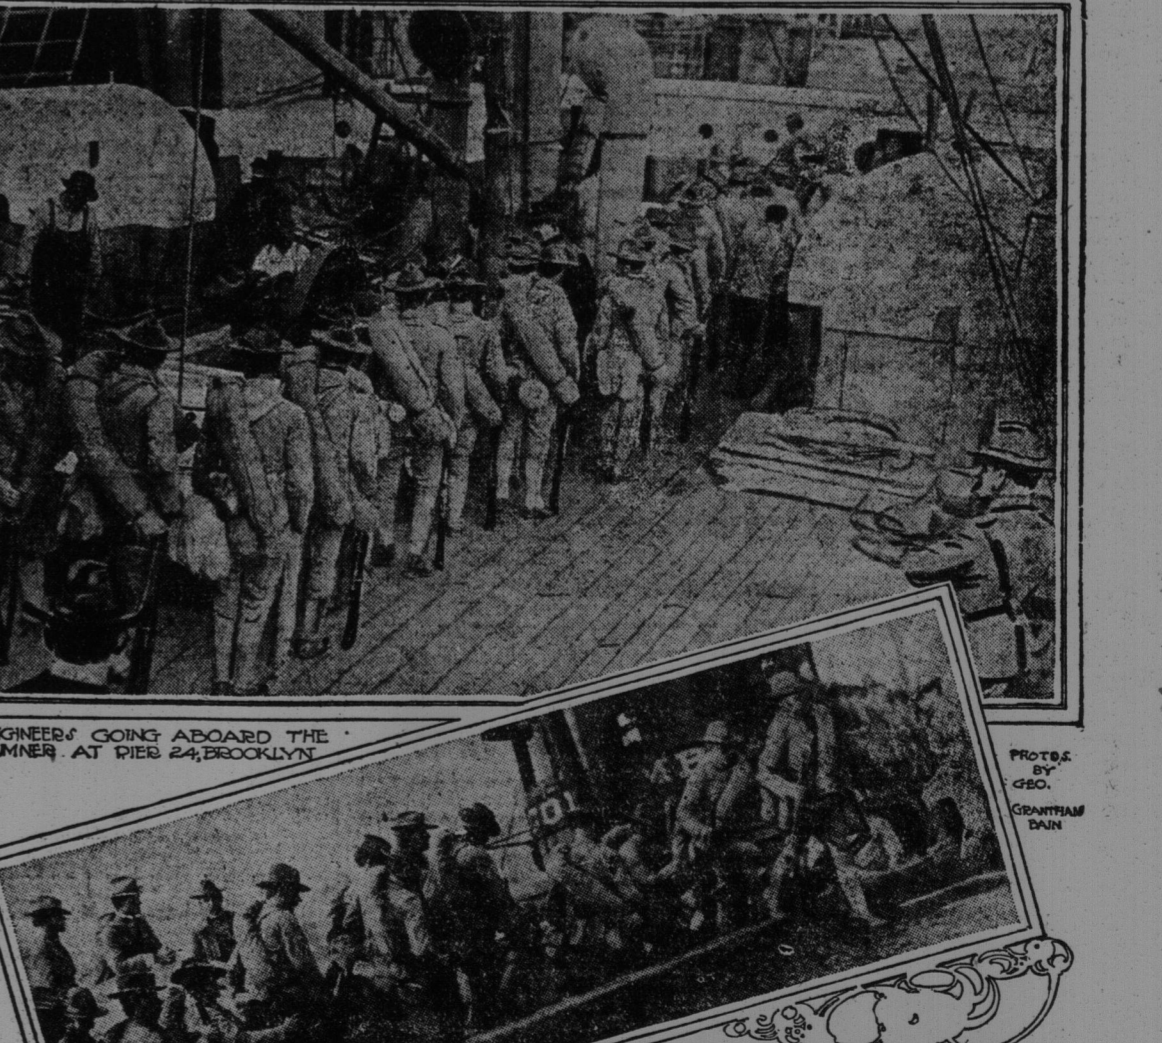 GINEERS GOING ABOARD THE
MNER. AT PIER 24, BROOKLYN
PHOTOS.
BY
GEO.
GRANTHAM
BAIN